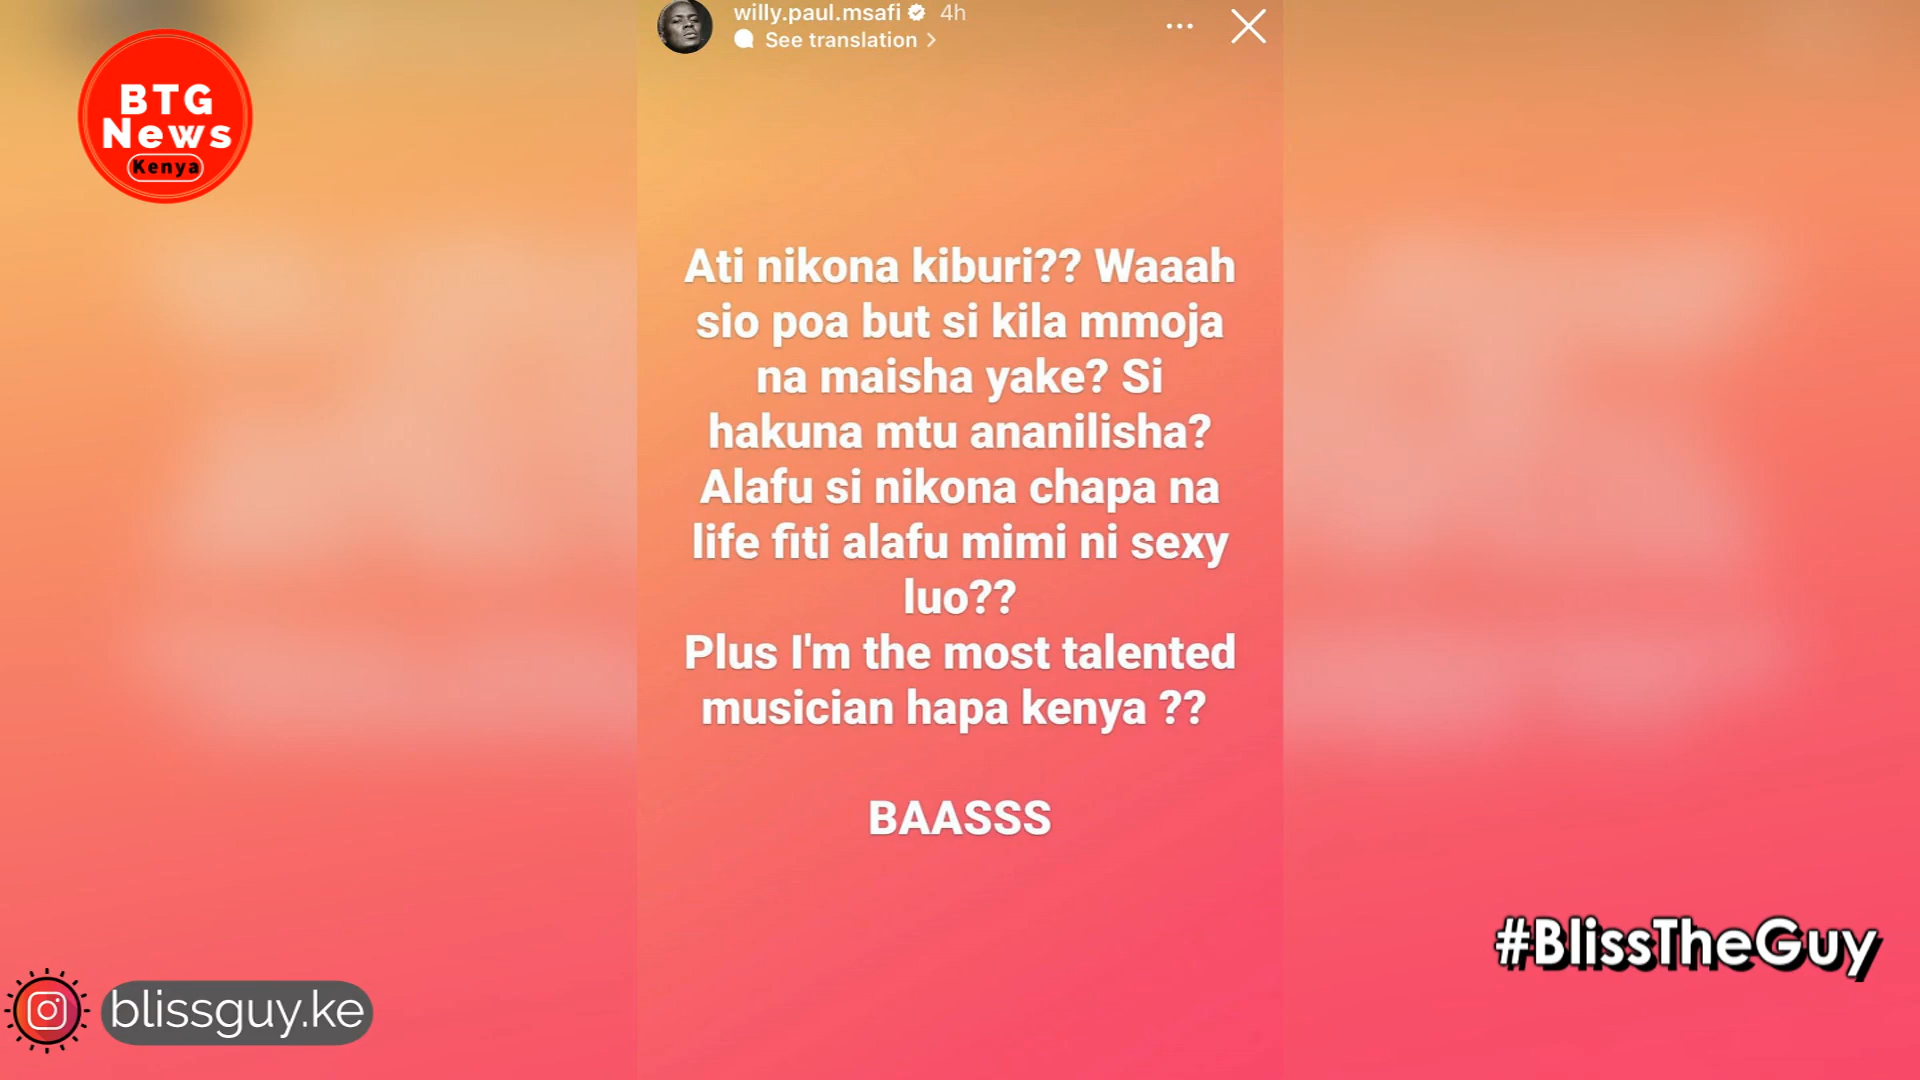 BTG
News
Kenya
willy.paul.msafi 4h
See translation
Ati nikona kiburi?? Waaah
sio poa but si kila mmoja
na maisha yake? Si
hakuna mtu ananilisha?
Alafu si nikona chapa na
life fiti alafu mimi ni sexy
luo??
Plus I'm the most talented
musician hapa kenya ??
BAASSS
#BlissTheGuy
blissguy.ke